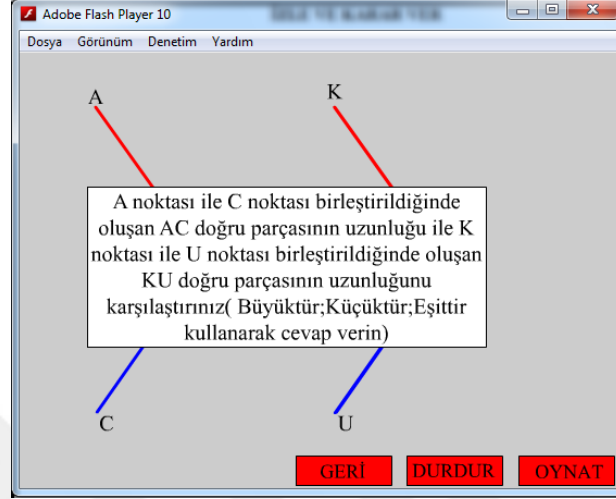 Adobe Flash Player 10
Dosya Görünüm Denetim Yardım
A K
A noktası ile C noktası birleştirildiğinde
oluşan AC doğru parçasının uzunluğu ile K
noktası ile U noktası birleştirildiğinde oluşan
KU doğru parçasının uzunluğunu
karşılaştırınız( Büyüktür;Küçüktür;Eşittir
kullanarak cevap verin)
C U
GERİ DURDUR OYNAT